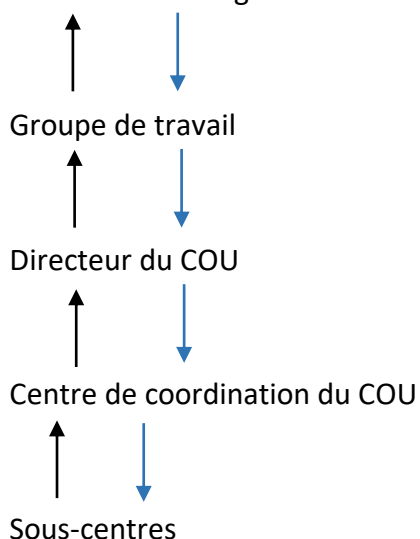 Groupe de travail
Directeur du COU
Centre de coordination du COU
Sous-centres